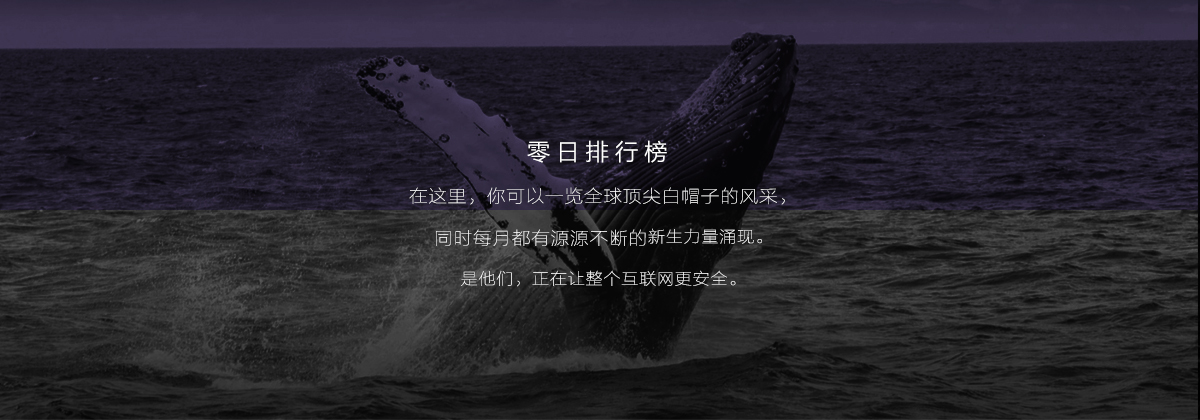 零日排行榜
在这里，你可以一览全球顶尖白帽子的风采，
同时每月都有源源不断的新生力量涌现。
是他们，正在让整个互联网更安全。